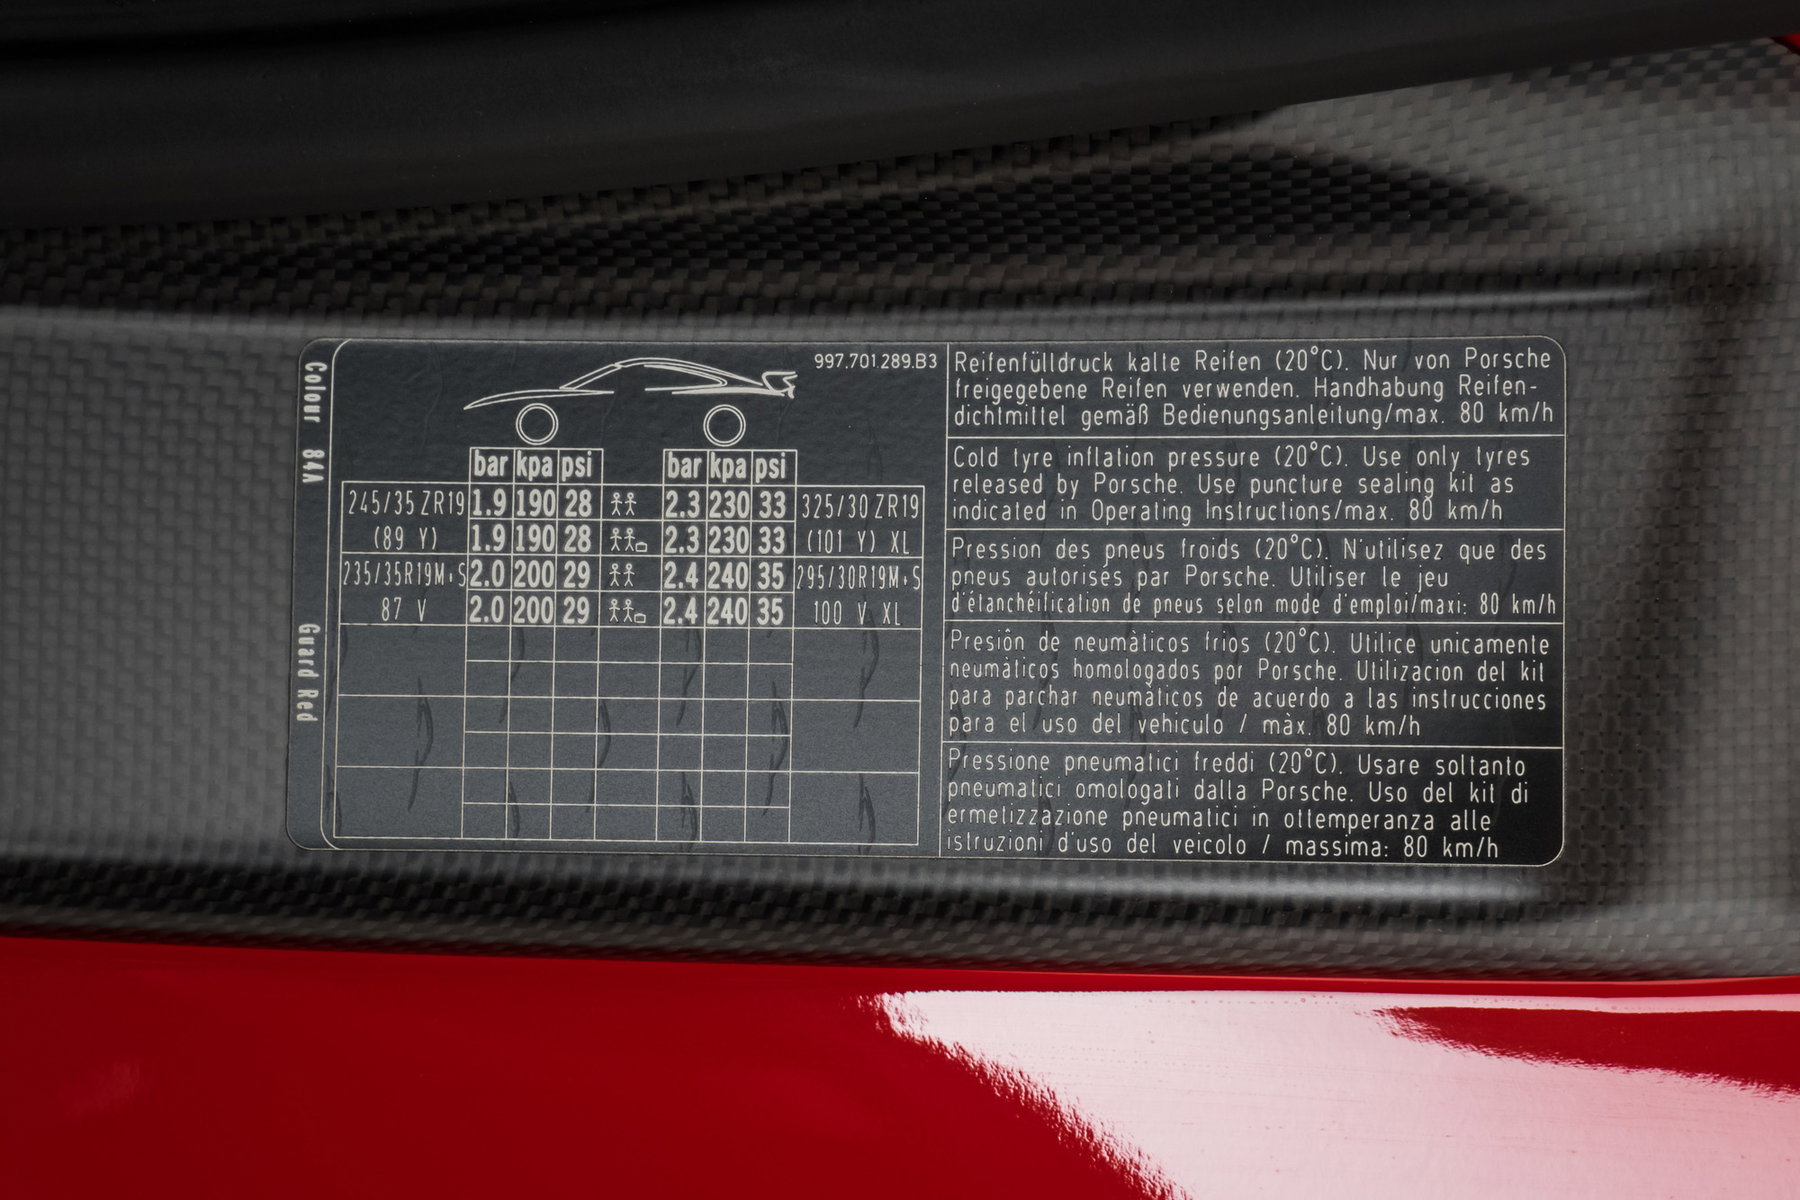 Colour 84A Guard Red
997.701.289.B3
bar kpa psi bar kpa psi
245/35 ZR19 1.9 190 28 2.3 230 33 325/30 ZR19
(89 Y) 1.9 190 28 2.3 230 33 (101 Y) XL
235/35R19M+S 2.0 200 29 2.4 240 35 295/30R19M+S
87 V 2.0 200 29 2.4 240 35 100 V XL
Reifenfülldruck kalte Reifen (20°C). Nur von Porsche
freigegebene Reifen verwenden. Handhabung Reifen-
dichtmittel gemäß Bedienungsanleitung/max. 80 km/h
Cold tyre inflation pressure (20°C). Use only tyres
released by Porsche. Use puncture sealing kit as
indicated in Operating Instructions/max. 80 km/h
Pression des pneus froids (20°C). N'utilisez que des
pneus autorisés par Porsche. Utiliser le jeu
d'étanchéification de pneus selon mode d'emploi/maxi: 80 km/h
Presiôn de neumàticos frios (20°C). Utilice unicamente
neumàticos homologados por Porsche. Utilizacion del kit
para parchar neumàticos de acuerdo a las instrucciones
para el uso del vehiculo / màx. 80 km/h
Pressione pneumatici freddi (20°C). Usare soltanto
pneumatici omologati dalla Porsche. Uso del kit di
ermetizzazione pneumatici in ottemperanza alle
istruzioni d'uso del veicolo / massima: 80 km/h